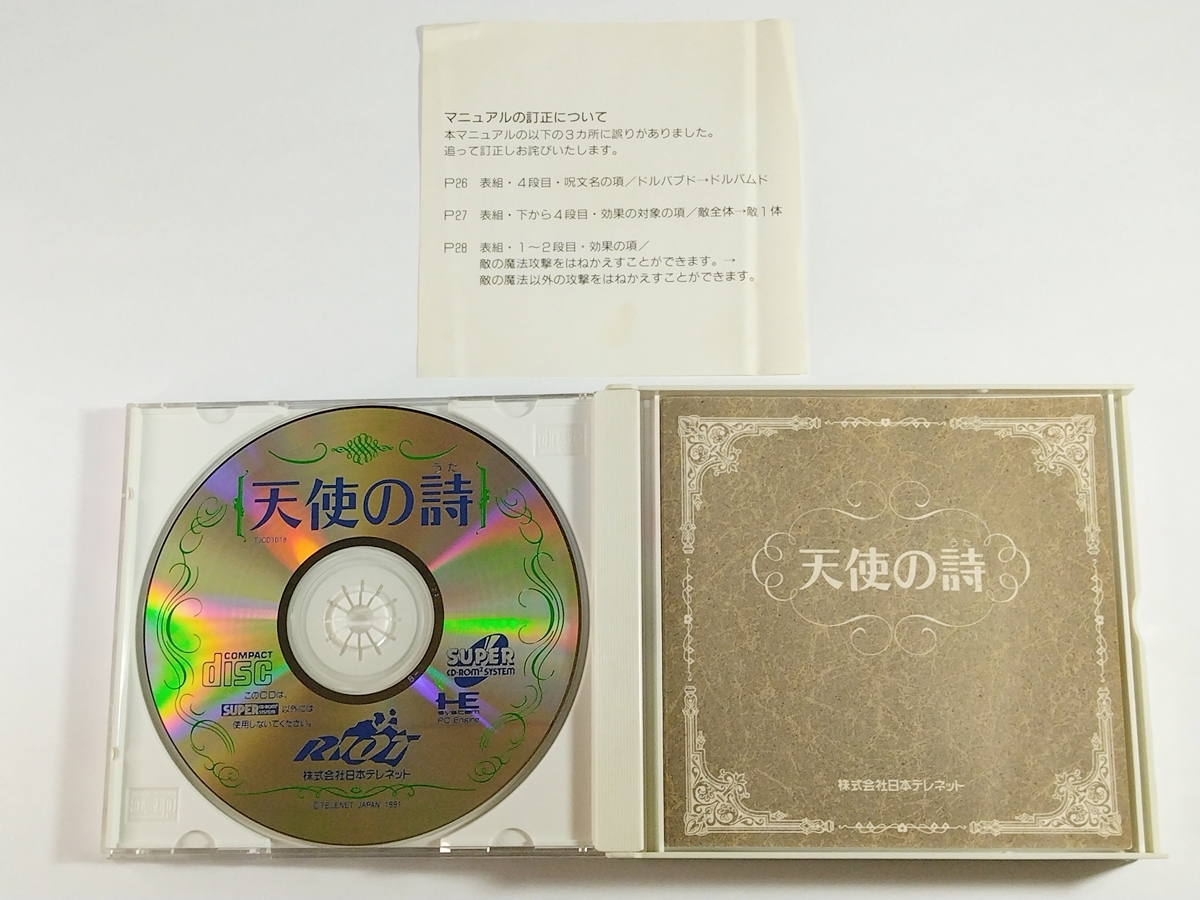 マニュアルの訂正について
本マニュアルの以下の3カ所に誤りがありました。
追って訂正しお詫びいたします。
P26 表組・4段目・呪文名の項／ドルバブド→ドルバムド
P27 表組・下から4段目・効果の対象の項／敵全体→敵1体
P28 表組・1〜2段目・効果の項／
敵の魔法攻撃をはねかえすことができます。→
敵の魔法以外の攻撃をはねかえすことができます。
うた
天使の詩
TJCD1018
COMPACT
disc
このCDは、
SUPER CD-ROM² SYSTEM 以外には
使用しないでください。
SUPER
CD-ROM² SYSTEM
HE
SYSTEM
PC Engine
RIOT
株式会社日本テレネット
©TELENET JAPAN 1991
うた
天使の詩
株式会社日本テレネット